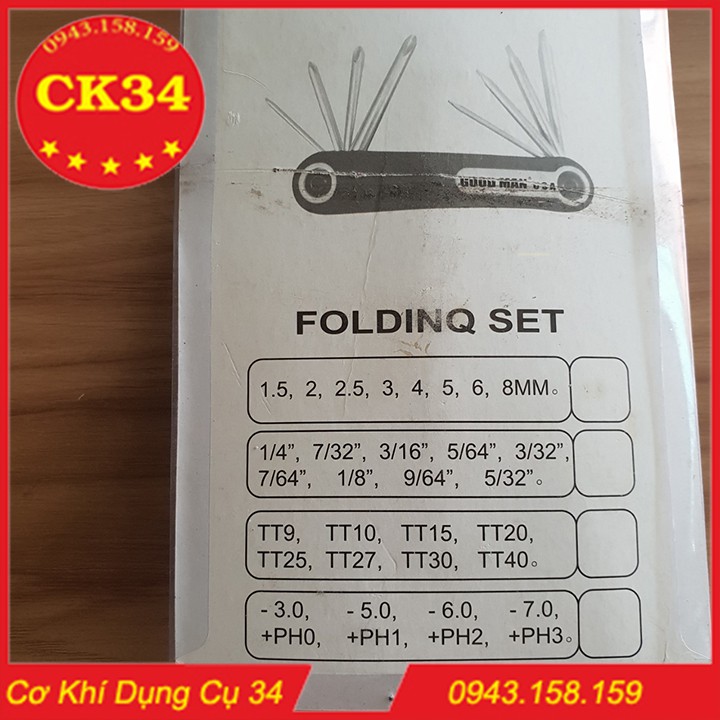 0943.158.159
CK34
GOOD MAN USA
FOLDINQ SET
1.5, 2, 2.5, 3, 4, 5, 6, 8MM。
1/4”, 7/32”, 3/16”, 5/64”, 3/32”,
7/64”, 1/8”, 9/64”, 5/32”。
TT9, TT10, TT15, TT20,
TT25, TT27, TT30, TT40。
- 3.0, - 5.0, - 6.0, - 7.0,
+PH0, +PH1, +PH2, +PH3。
Cơ Khí Dụng Cụ 34
0943.158.159